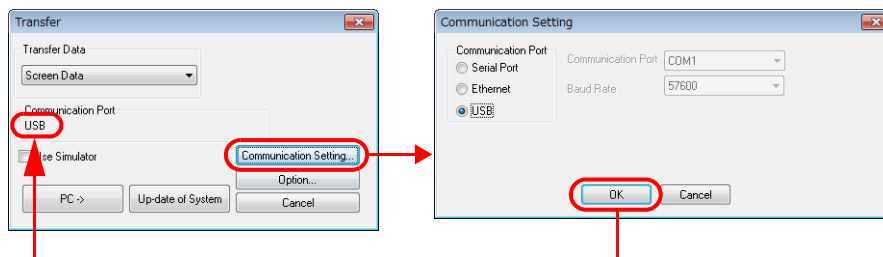 Transfer
Transfer Data
Screen Data
Communication Port
USB
Use Simulator
Communication Setting...
Option...
PC ->
Up-date of System
Cancel
Communication Setting
Communication Port
Serial Port
Ethernet
USB
Communication Port
COM1
Baud Rate
57600
OK
Cancel